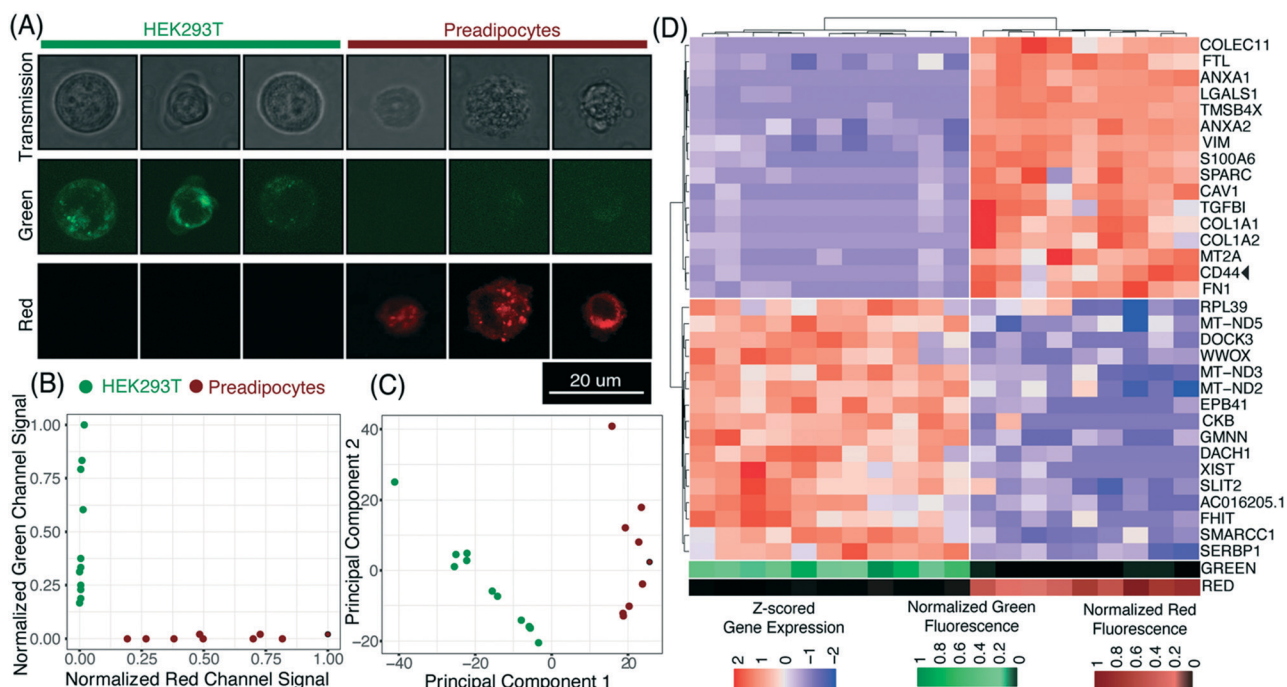 (A)
HEK293T
Preadipocytes
Transmission
Green
Red
20 um
(B)
HEK293T
Preadipocytes
Normalized Green Channel Signal
1.00
0.75
0.50
0.25
0.00
0.00
0.25
0.50
0.75
1.00
Normalized Red Channel Signal
(C)
Principal Component 2
40
20
0
−20
−40
−20
0
20
Principal Component 1
(D)
COLEC11
FTL
ANXA1
LGALS1
TMSB4X
ANXA2
VIM
S100A6
SPARC
CAV1
TGFBI
COL1A1
COL1A2
MT2A
CD44
FN1
RPL39
MT−ND5
DOCK3
WWOX
MT−ND3
MT−ND2
EPB41
CKB
GMNN
DACH1
XIST
SLIT2
AC016205.1
FHIT
SMARCC1
SERBP1
GREEN
RED
Z-scored
Gene Expression
2
1
0
-1
-2
Normalized Green
Fluorescence
1
0.8
0.6
0.4
0.2
0
Normalized Red
Fluorescence
1
0.8
0.6
0.4
0.2
0